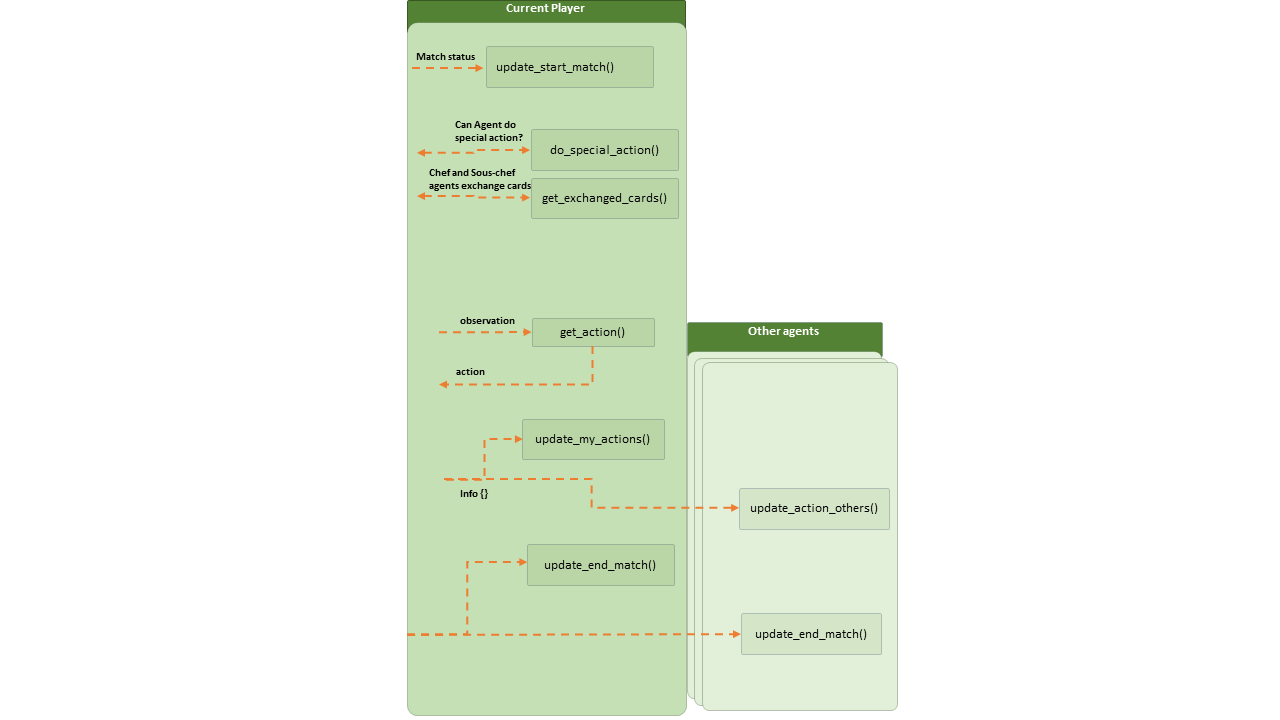 Current Player
Match status
update_start_match()
Can Agent do
special action?
do_special_action()
Chef and Sous-chef
agents exchange cards
get_exchanged_cards()
observation
get_action()
Other agents
action
update_my_actions()
Info {}
update_action_others()
update_end_match()
update_end_match()